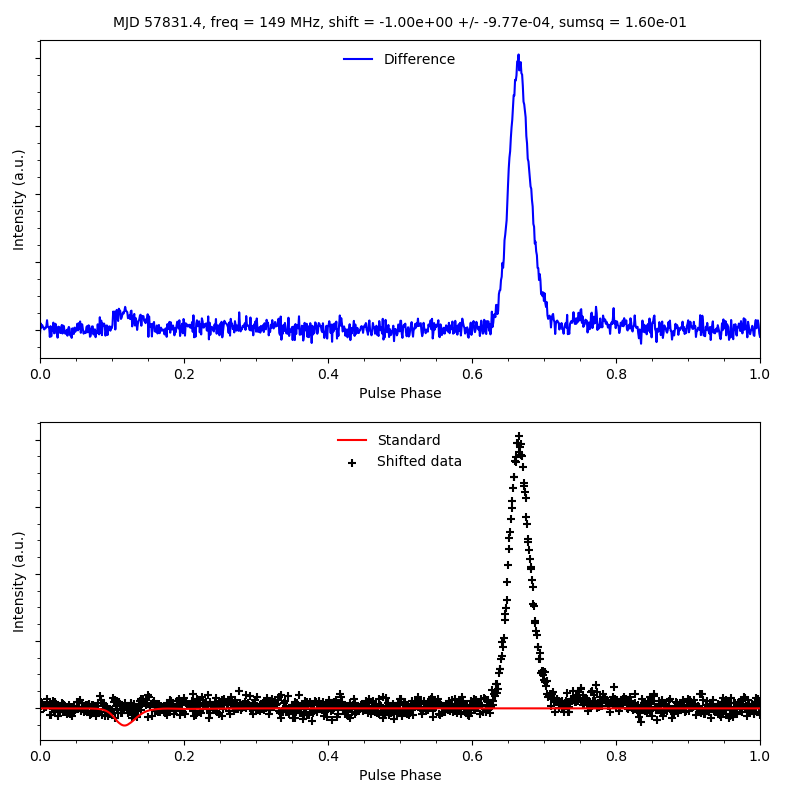 MJD 57831.4, freq = 149 MHz, shift = -1.00e+00 +/- -9.77e-04, sumsq = 1.60e-01
Difference
Intensity (a.u.)
0.0 0.2 0.4 0.6 0.8 1.0
Pulse Phase
Standard
Shifted data
Intensity (a.u.)
0.0 0.2 0.4 0.6 0.8 1.0
Pulse Phase